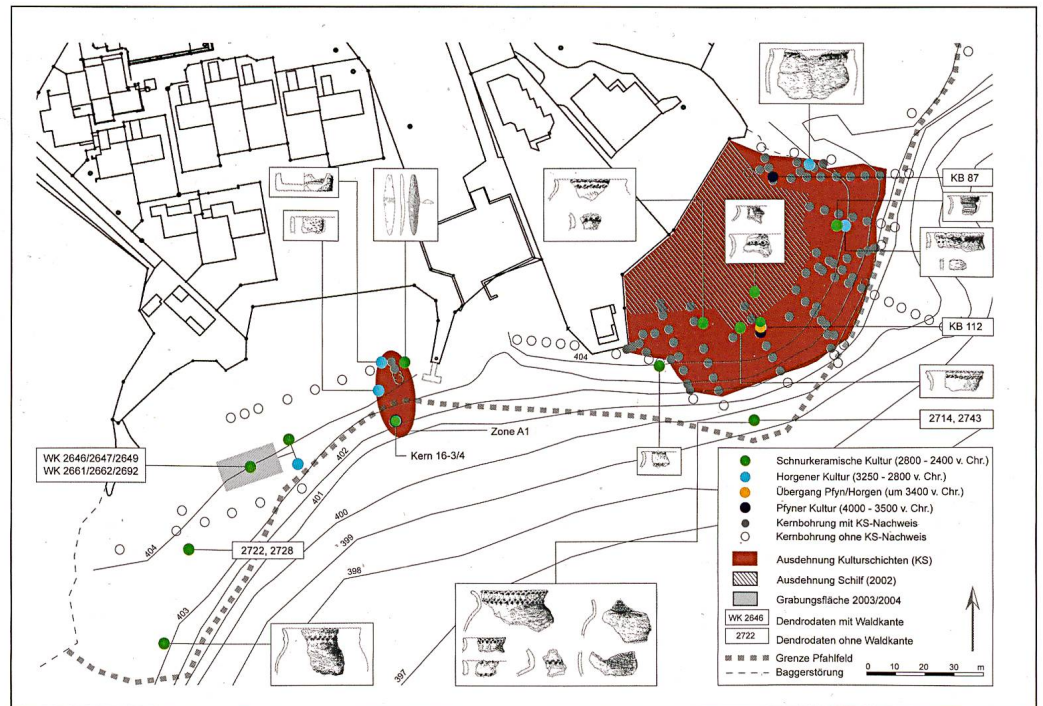 KB 87
KB 112
404
2714, 2743
Zone A1
Kern 16-3/4
WK 2646/2647/2649
WK 2661/2662/2692
402
401
400
399
398
404
2722, 2728
403
397
Schnurkeramische Kultur (2800 - 2400 v. Chr.)
Horgener Kultur (3250 - 2800 v. Chr.)
Übergang Pfyn/Horgen (um 3400 v. Chr.)
Pfyner Kultur (4000 - 3500 v. Chr.)
Kernbohrung mit KS-Nachweis
Kernbohrung ohne KS-Nachweis
Ausdehnung Kulturschichten (KS)
Ausdehnung Schilf (2002)
Grabungsfläche 2003/2004
WK 2646 Dendrodaten mit Waldkante
2722 Dendrodaten ohne Waldkante
Grenze Pfahlfeld
Baggerstörung
0 10 20 30 m